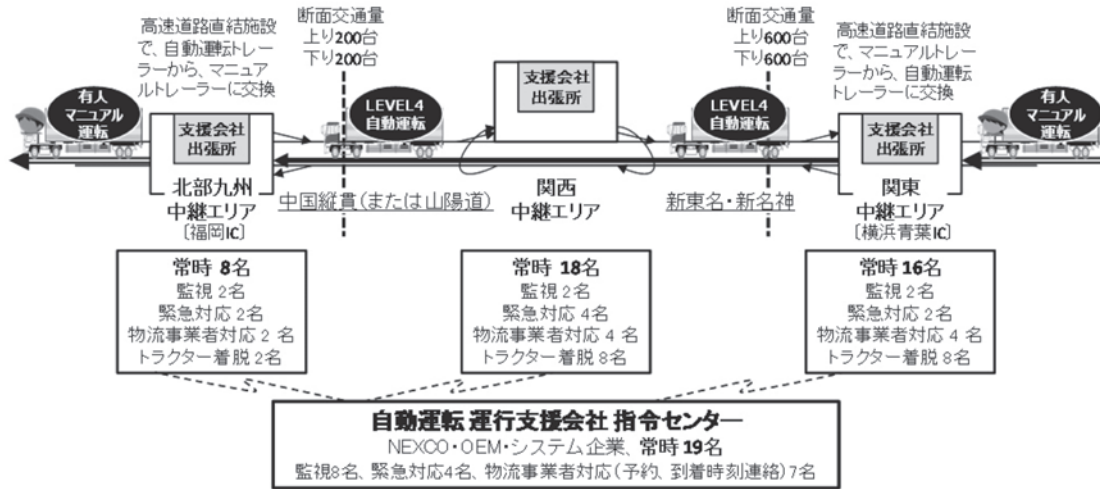 高速道路直結施設
で、自動運転トレー
ラーから、マニュア
ルトレーラーに交換
断面交通量
上り200台
下り200台
断面交通量
上り600台
下り600台
高速道路直結施設
で、マニュアルトレー
ラーから、自動運転
トレーラーに交換
有人
マニュアル
運転
支援会社
出張所
LEVEL4
自動運転
支援会社
出張所
LEVEL4
自動運転
支援会社
出張所
有人
マニュアル
運転
北部九州
中継エリア
〔福岡IC〕
中国縦貫(または山陽道)
関西
中継エリア
新東名・新名神
関東
中継エリア
〔横浜青葉IC〕
常時 8名
監視 2名
緊急対応 2名
物流事業者対応 2 名
トラクター着脱 2名
常時 18名
監視 2名
緊急対応 4名
物流事業者対応 4 名
トラクター着脱 8名
常時 16名
監視 2名
緊急対応 2名
物流事業者対応 4 名
トラクター着脱 8名
自動運転 運行支援会社 指令センター
NEXCO・OEM・システム企業、常時19名
監視8名、緊急対応4名、物流事業者対応(予約、到着時刻連絡)7名